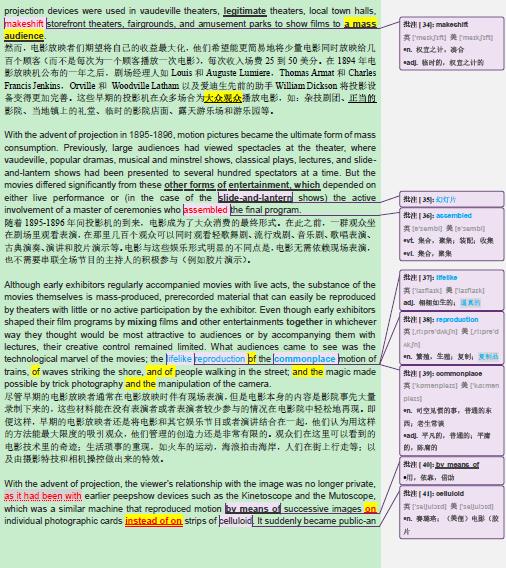 projection devices were used in vaudeville theaters, legitimate theaters, local town halls,
makeshift storefront theaters, fairgrounds, and amusement parks to show films to a mass
audience.
然而，电影放映者们期望将自己的收益最大化，他们希望能更简易地将少量电影同时放映给几
百个顾客（而不是每次为一个顾客播放一次电影），每次收入场费 25 到 50 美分。在 1894 年
电影放映机公布的一年之后，剧场经理人如 Louis 和 Auguste Lumiere、Thomas Armat 和 Charles
Francis Jenkins，Orville 和 Woodville Latham 以及爱迪生先前的助手 William Dickson 将投影设
备变得更加完善。这些早期的投影机在众多场合为大众观众播放电影，如：杂技剧团、正当的
影院、当地镇上的礼堂、临时的影院店面、露天游乐场和游乐园等。
With the advent of projection in 1895-1896, motion pictures became the ultimate form of mass
consumption. Previously, large audiences had viewed spectacles at the theater, where
vaudeville, popular dramas, musical and minstrel shows, classical plays, lectures, and slide-
and-lantern shows had been presented to several hundred spectators at a time. But the
movies differed significantly from these other forms of entertainment, which depended on
either live performance or (in the case of the slide-and-lantern shows) the active
involvement of a master of ceremonies who assembled the final program.
随着 1895-1896 年间投影机的到来，电影成为了大众消费的最终形式。在此之前，一群观众坐
在剧场里观看表演，在那里几百个观众可以同时观看轻歌舞剧、流行戏剧、音乐剧、歌唱表演、
古典演奏、演讲和胶片演示等。电影与这些娱乐形式明显的不同点是，电影无需依赖现场表演，
也不需要串联全场节目的主持人的积极参与（例如胶片演示）。
Although early exhibitors regularly accompanied movies with live acts, the substance of the
movies themselves is mass-produced, prerecorded material that can easily be reproduced
by theaters with little or no active participation by the exhibitor. Even though early exhibitors
shaped their film programs by mixing films and other entertainments together in whichever
way they thought would be most attractive to audiences or by accompanying them with
lectures, their creative control remained limited. What audiences came to see was the
technological marvel of the movies; the lifelike reproduction of the commonplace motion of
trains, of waves striking the shore, and of people walking in the street; and the magic made
possible by trick photography and the manipulation of the camera.
尽管早期的电影放映者通常在电影放映时伴有现场表演，但是电影本身的内容是影院事先大量
录制下来的，这些材料能在没有表演者或者表演者较少参与的情况在电影院中轻松地再现。即
便这样，早期的电影放映者还是将电影和其它娱乐节目或者演讲结合在一起，他们认为用这样
的方法能最大限度的吸引观众，他们管理的创造力还是非常有限的。观众们在这里可以看到的
电影技术里的奇迹；生活琐事的重现，如火车的运动，海浪拍击海岸，人们在街上行走等；以
及由摄影特技和相机操控做出来的特效。
With the advent of projection, the viewer's relationship with the image was no longer private,
as it had been with earlier peepshow devices such as the Kinetoscope and the Mutoscope,
which was a similar machine that reproduced motion by means of successive images on
individual photographic cards instead of on strips of celluloid. It suddenly became public-an
批注 [34]: makeshift
英 ['meɪkʃɪft] 美 ['meɪkʃɪft]
•n. 权宜之计，凑合
•adj. 临时的，权宜之计的
批注 [35]: 幻灯片
批注 [36]: assembled
英 [ə'sembl] 美 [ə'sembl]
•vt. 集合，聚集；装配；收集
•vi. 集合，聚集
批注 [37]: lifelike
英 ['laɪflaɪk] 美 ['laɪflaɪk]
adj. 栩栩如生的；逼真的
批注 [38]: reproduction
•n. 繁殖，生殖；复制；复制品
批注 [39]: commonplace
•n. 司空见惯的事，普通的东
西；老生常谈
•adj. 平凡的，普通的；平庸
的，陈腐的
批注 [40]: by means of
•用，依靠，借助
批注 [41]: celluloid
英 ['seljulɔɪd] 美 ['seljulɔɪd]
•n. 赛璐珞；（美俚）电影（胶
片）